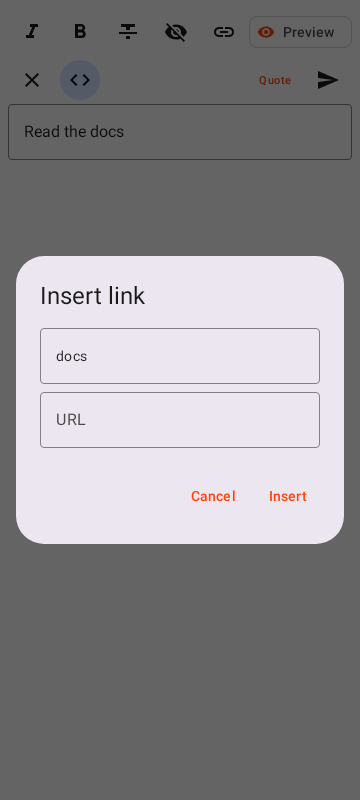 Preview
Quote
Read the docs
Insert link
docs
URL
Cancel
Insert